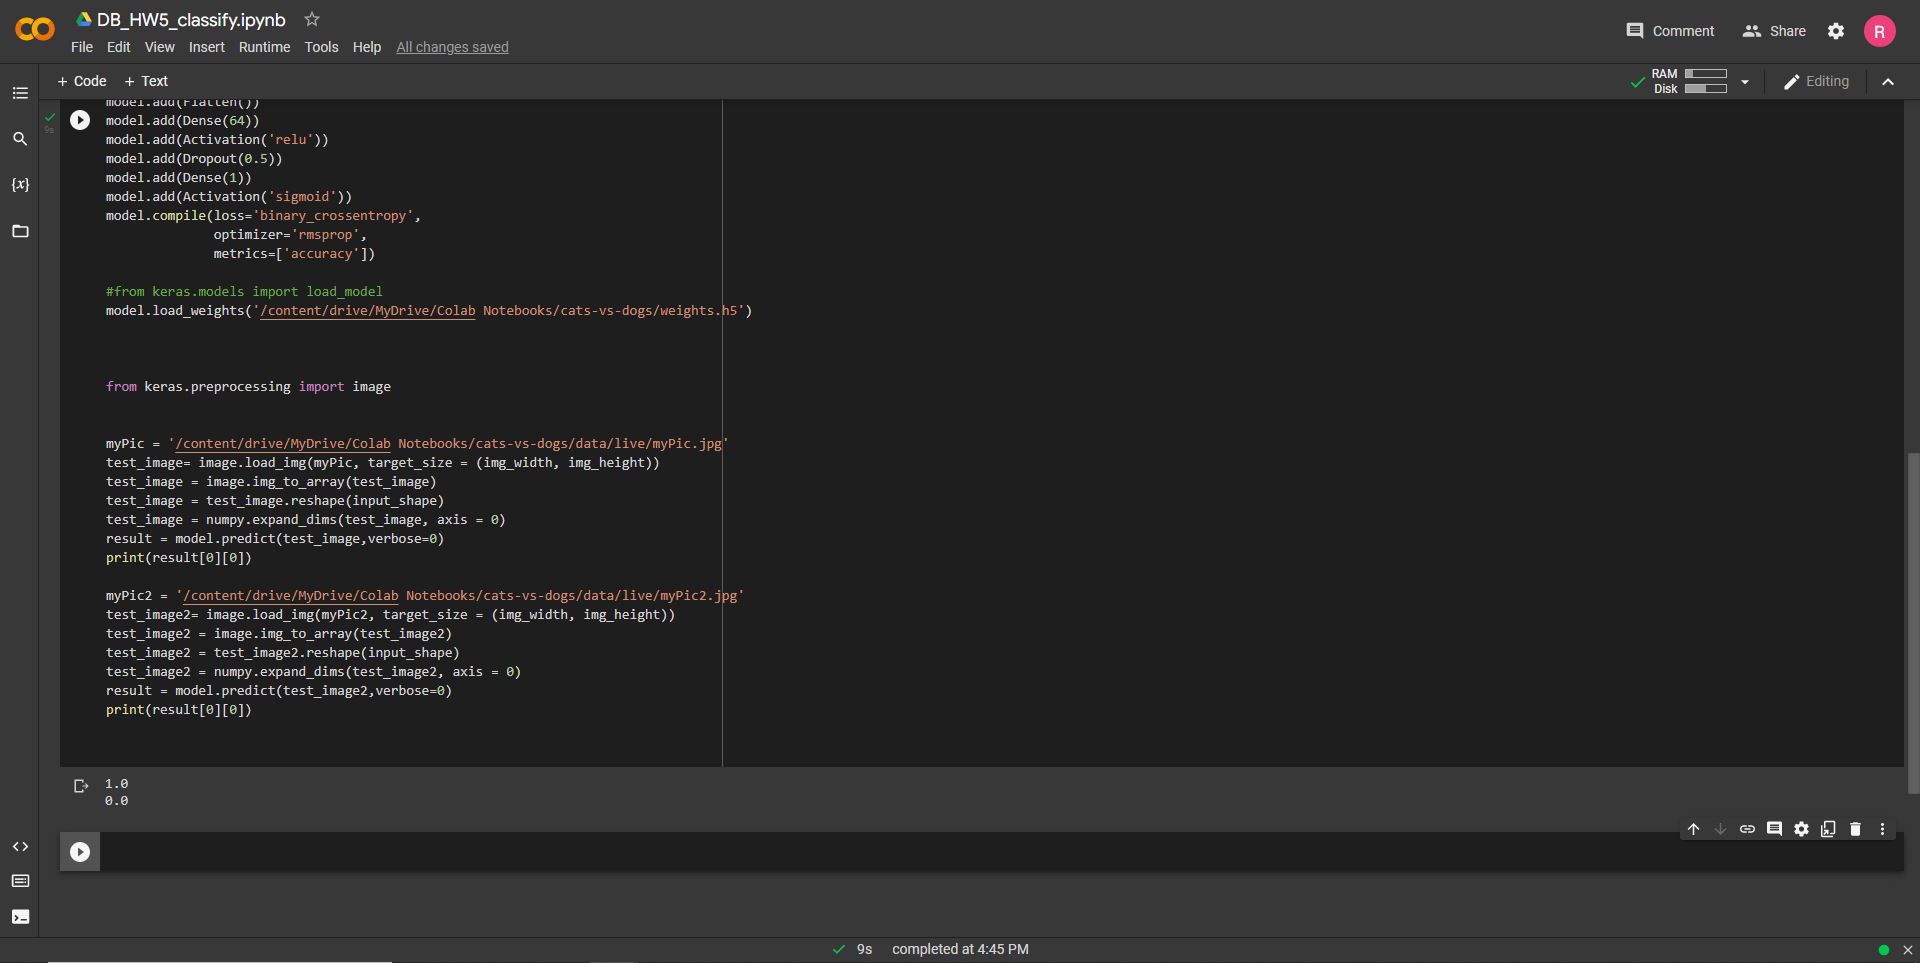 DB_HW5_classify.ipynb
File Edit View Insert Runtime Tools Help All changes saved
Comment Share R
+ Code + Text
RAM
Disk
Editing
model.add(Flatten())
9s
model.add(Dense(64))
model.add(Activation('relu'))
model.add(Dropout(0.5))
model.add(Dense(1))
model.add(Activation('sigmoid'))
model.compile(loss='binary_crossentropy',
              optimizer='rmsprop',
              metrics=['accuracy'])
#from keras.models import load_model
model.load_weights('/content/drive/MyDrive/Colab Notebooks/cats-vs-dogs/weights.h5')
from keras.preprocessing import image
myPic = '/content/drive/MyDrive/Colab Notebooks/cats-vs-dogs/data/live/myPic.jpg'
test_image= image.load_img(myPic, target_size = (img_width, img_height))
test_image = image.img_to_array(test_image)
test_image = test_image.reshape(input_shape)
test_image = numpy.expand_dims(test_image, axis = 0)
result = model.predict(test_image,verbose=0)
print(result[0][0])
myPic2 = '/content/drive/MyDrive/Colab Notebooks/cats-vs-dogs/data/live/myPic2.jpg'
test_image2= image.load_img(myPic2, target_size = (img_width, img_height))
test_image2 = image.img_to_array(test_image2)
test_image2 = test_image2.reshape(input_shape)
test_image2 = numpy.expand_dims(test_image2, axis = 0)
result = model.predict(test_image2,verbose=0)
print(result[0][0])
1.0
0.0
9s completed at 4:45 PM